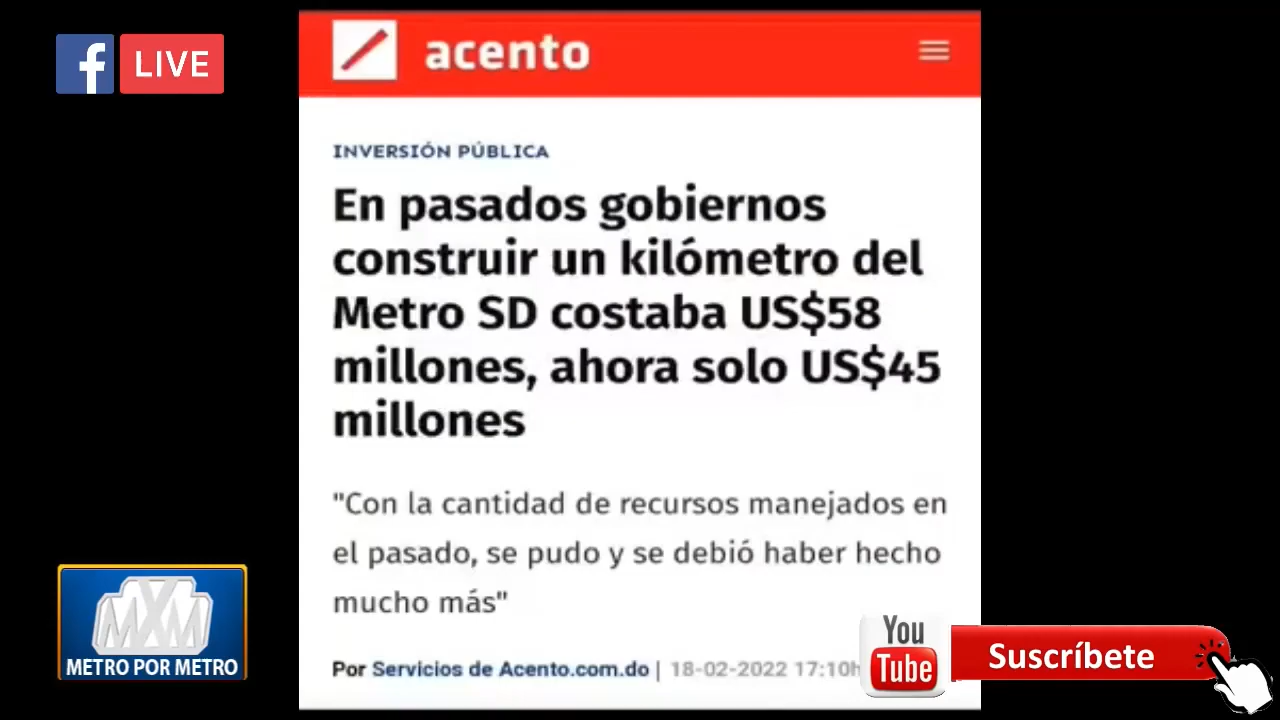 f LIVE
acento
INVERSIÓN PÚBLICA
En pasados gobiernos
construir un kilómetro del
Metro SD costaba US$58
millones, ahora solo US$45
millones
"Con la cantidad de recursos manejados en
el pasado, se pudo y se debió haber hecho
mucho más"
Por Servicios de Acento.com.do | 18-02-2022 17:10h
MXM
METRO POR METRO
You
Tube
Suscríbete